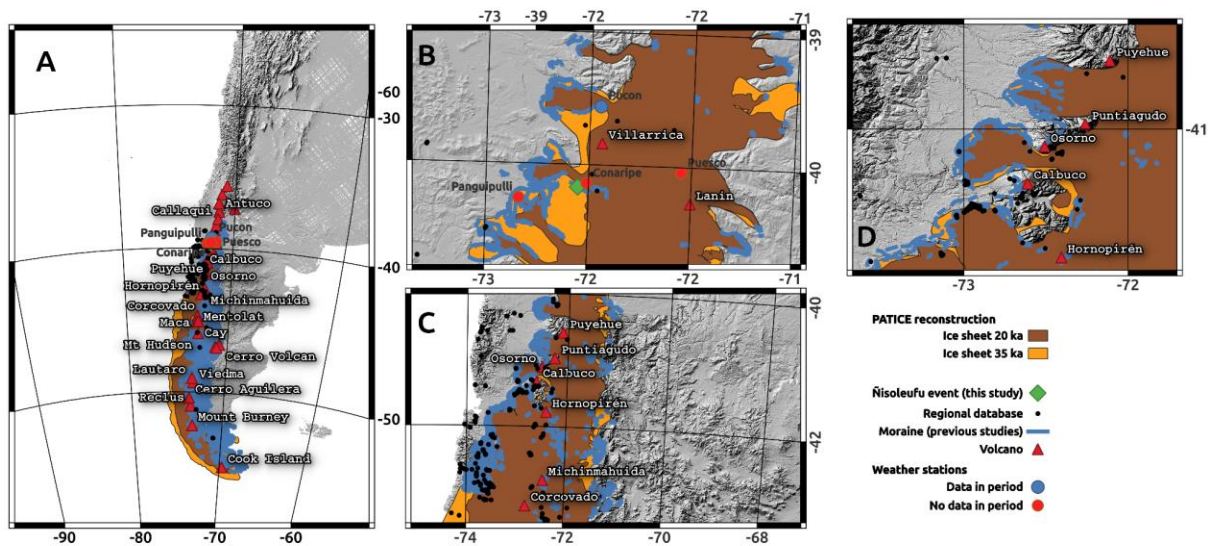 A
-60
-30
Antuco
Callaqui
Pucon
Panguipulli
Puesco
Conaripe
Calbuco
Puyehue
Osorno
-40
Hornopirén
Michinmahuida
Corcovado
Mentolat
Maca
Cay
Mt Hudson
Cerro Volcan
Lautaro
Viedma
Cerro Aguilera
Reclus
-50
Mount Burney
Cook Island
-90
-80
-70
-60
-73
-39
-72
-72
-71
B
-39
Pocon
Villarrica
Puesco
-40
Conaripe
Panguipulli
Lanín
-73
-72
-72
-71
C
-40
Puyehue
Puntiagudo
Osorno
Calbuco
Hornopirén
-42
Michinmahuida
Corcovado
-74
-72
-70
-68
-67
Puyehue
Puntiagudo
-41
Osorno
Calbuco
D
Hornopirén
-73
-72
PATICE reconstruction
Ice sheet 20 ka
Ice sheet 35 ka
Ñisoleufu event (this study)
Regional database
Moraine (previous studies)
Volcano
Weather stations
Data in period
No data in period